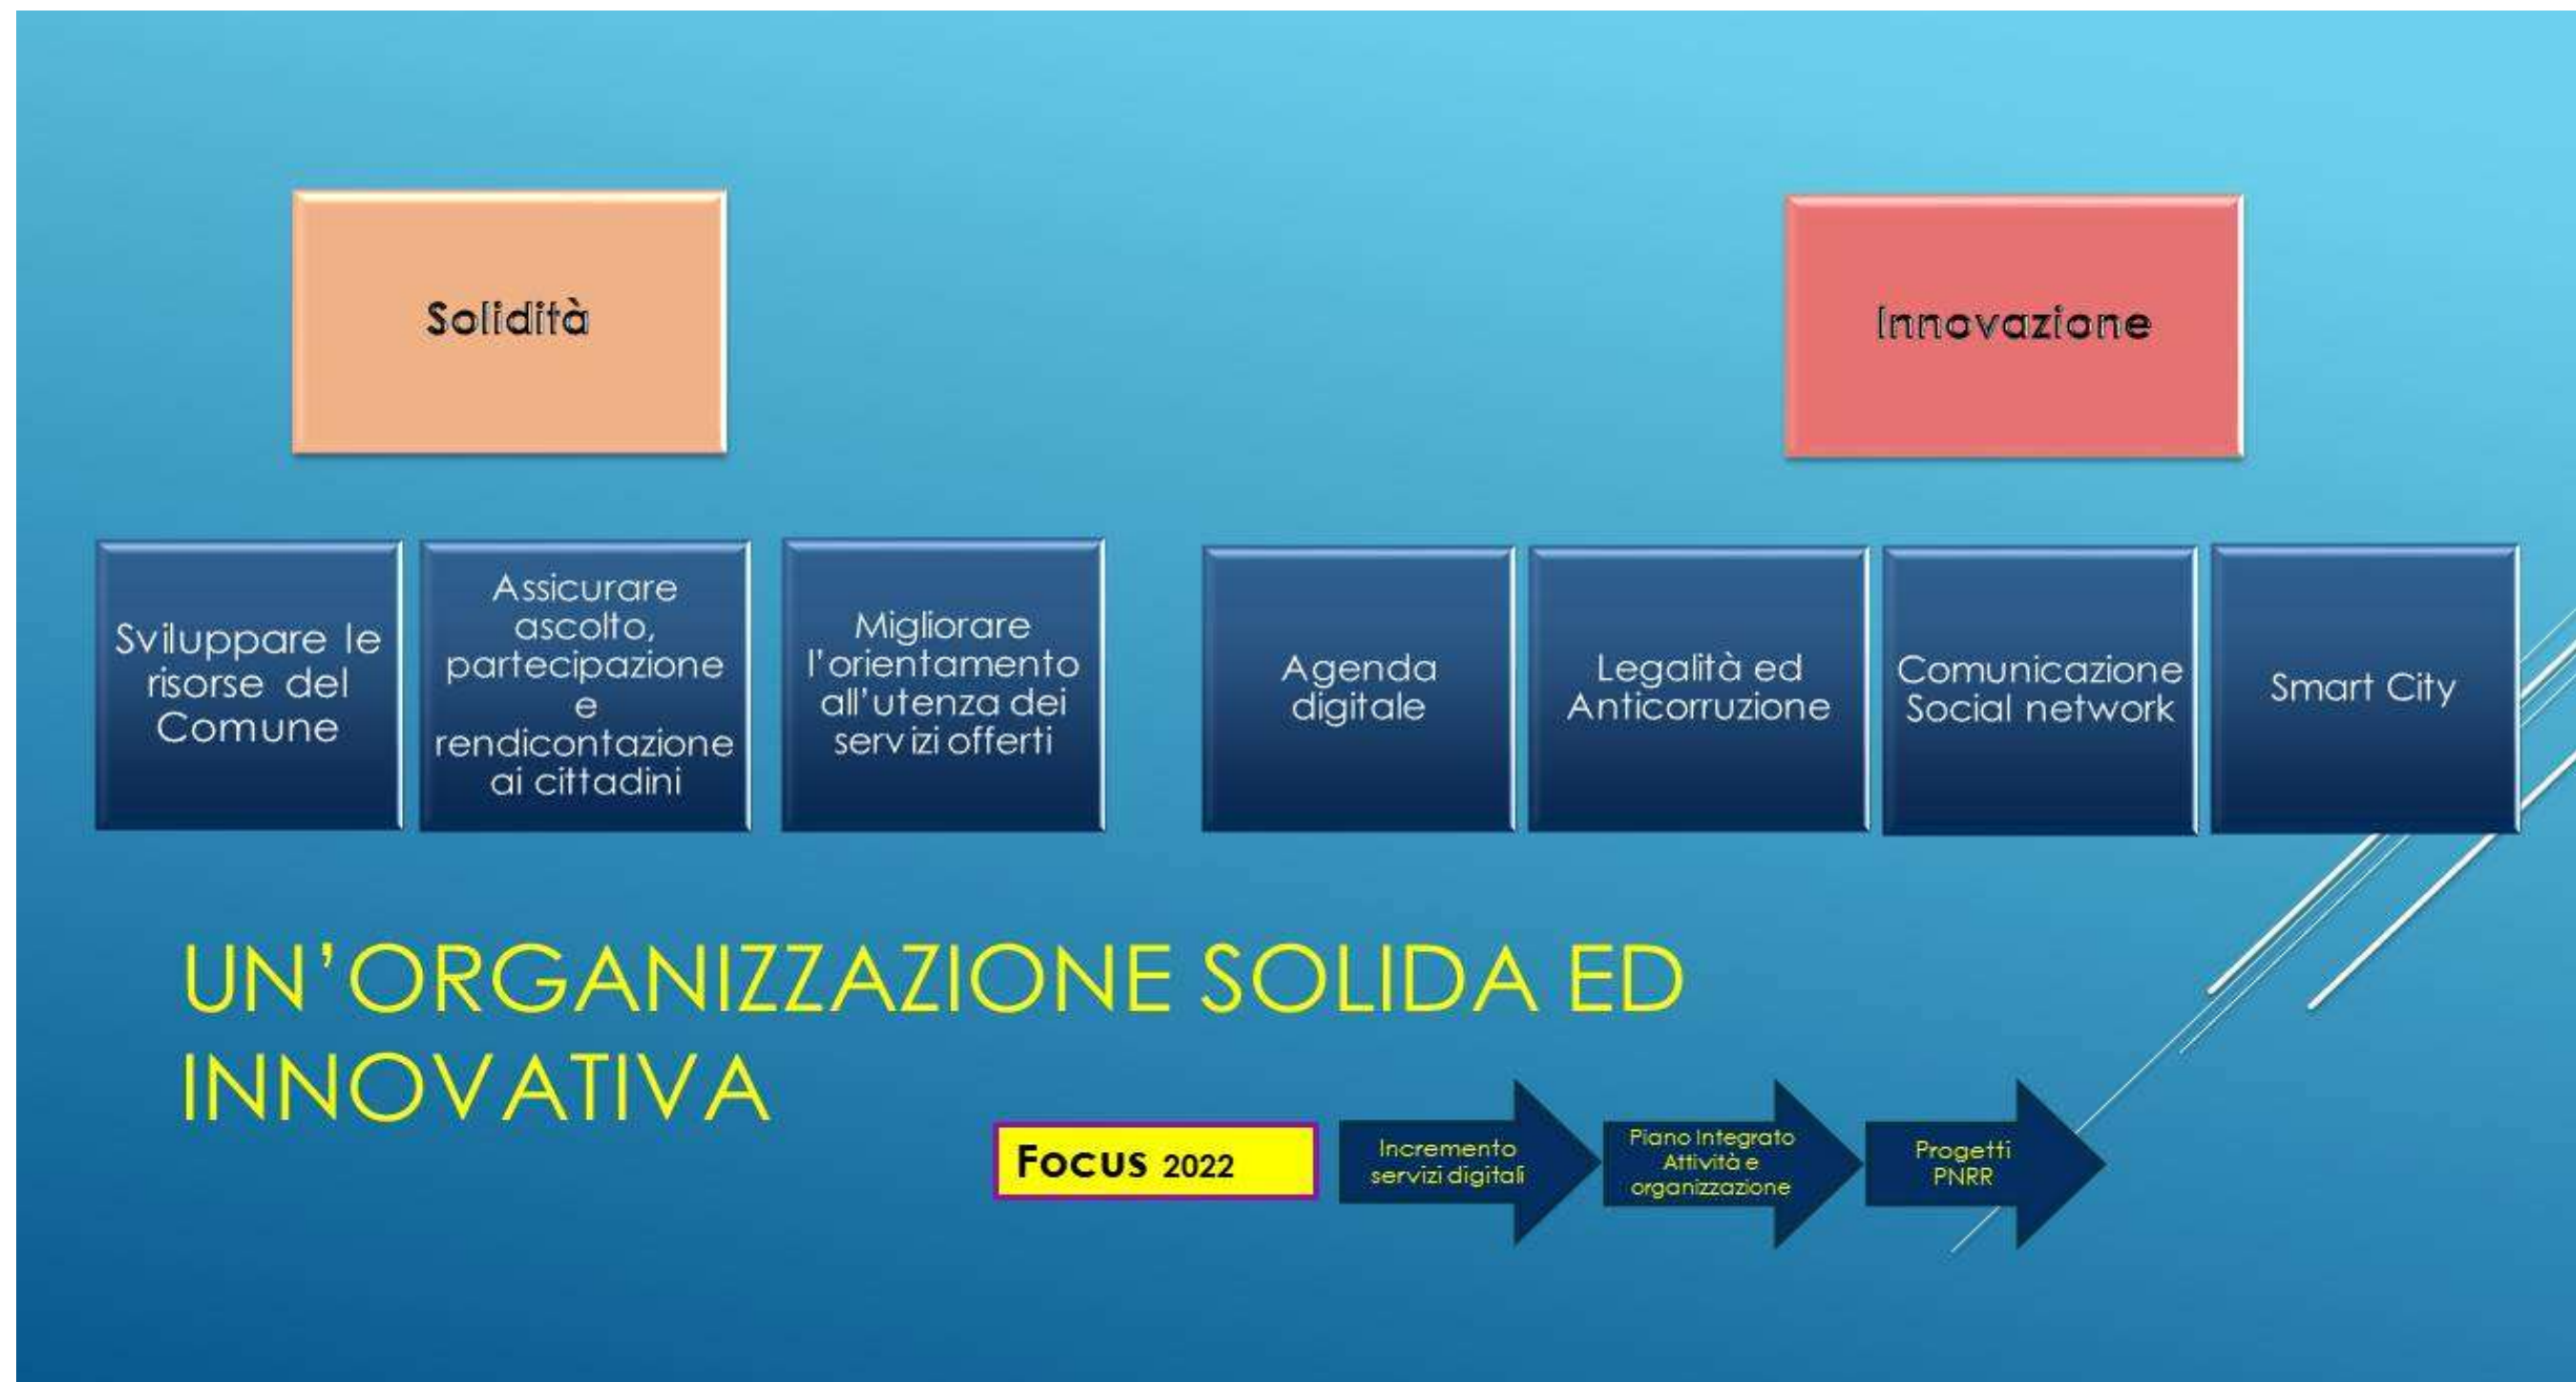 Solidità
Innovazione
Sviluppare le
risorse del
Comune
Assicurare
ascolto,
partecipazione
e
rendicontazione
ai cittadini
Migliorare
l'orientamento
all'utenza dei
servizi offerti
Agenda
digitale
Legalità ed
Anticorruzione
Comunicazione
Social network
Smart City
UN'ORGANIZZAZIONE SOLIDA ED
INNOVATIVA
Focus 2022
Incremento
servizi digitali
Piano Integrato
Attività e
organizzazione
Progetti
PNRR